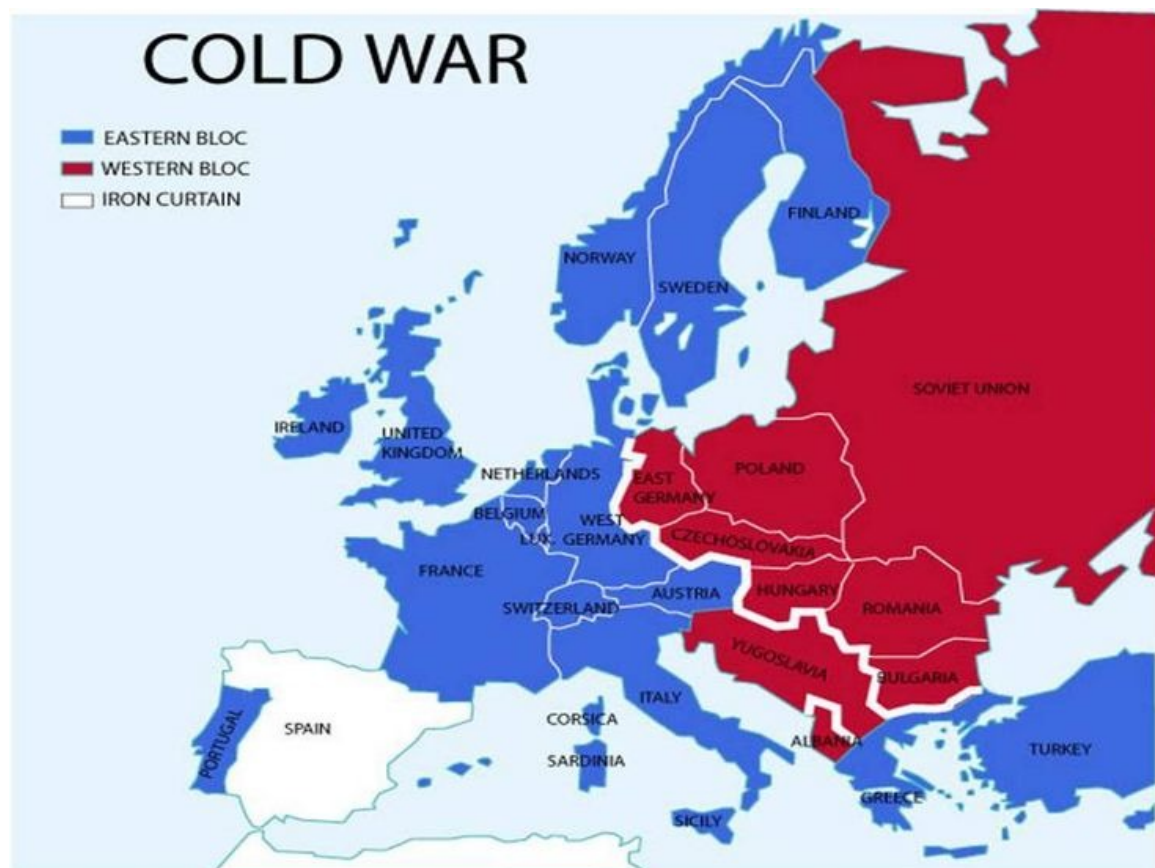 COLD WAR
EASTERN BLOC
WESTERN BLOC
IRON CURTAIN
FINLAND
NORWAY
SWEDEN
SOVIET UNION
IRELAND
UNITED
KINGDOM
NETHERLANDS
POLAND
EAST
GERMANY
BELGIUM
WEST
GERMANY
LUK.
CZECHOSLOVAKIA
FRANCE
AUSTRIA
HUNGARY
SWITZERLAND
ROMANIA
YUGOSLAVIA
BULGARIA
ITALY
PORTUGAL
SPAIN
CORSICA
ALBANIA
TURKEY
SARDINIA
GREECE
SICILY